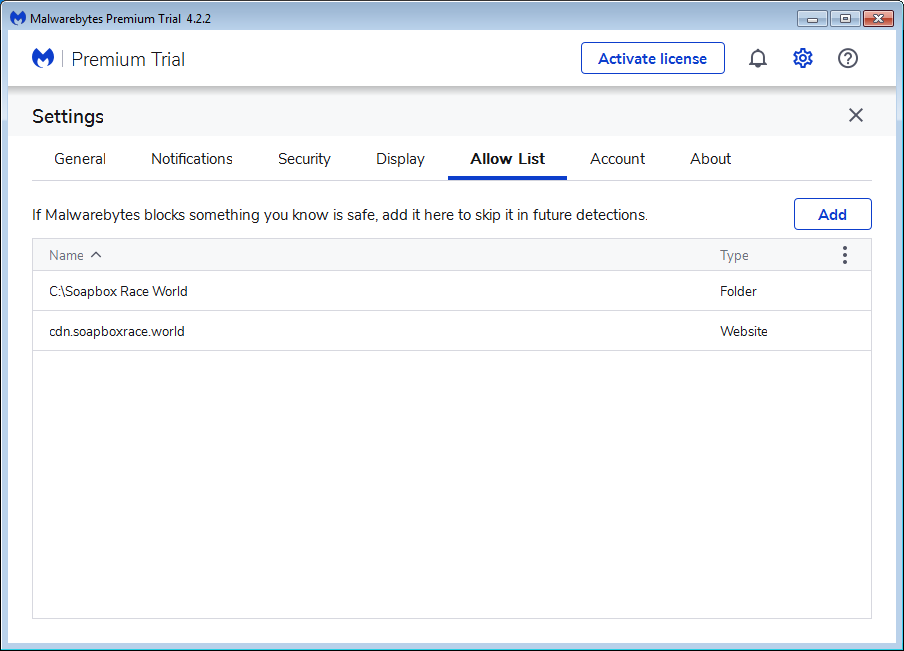 Malwarebytes Premium Trial 4.2.2
Premium Trial
Activate license
Settings
General Notifications Security Display Allow List Account About
If Malwarebytes blocks something you know is safe, add it here to skip it in future detections.
Add
Name Type
C:\Soapbox Race World Folder
cdn.soapboxrace.world Website